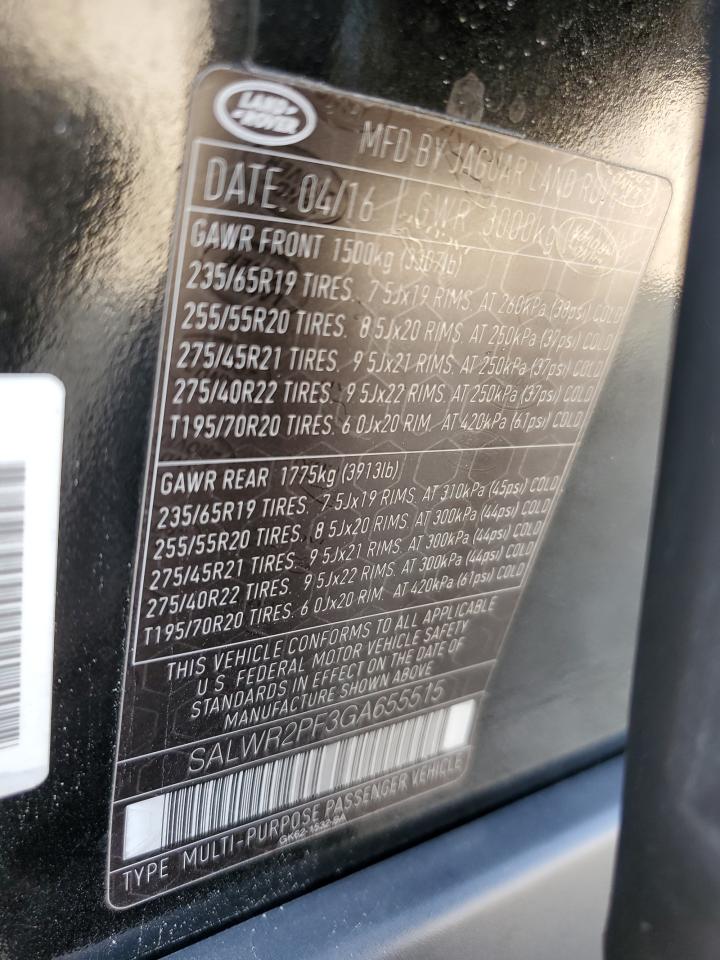 LAND ROVER
MFD BY JAGUAR LAND
DATE. 04/16 GWR 3000kg
GAWR FRONT 1500kg (3307lb)
235/65R19 TIRES. 7 5Jx19 RIMS. AT 260kPa (38psi) COLD
255/55R20 TIRES. 8 5Jx20 RIMS. AT 250kPa (37psi) COLD
275/45R21 TIRES. 9 5Jx21 RIMS. AT 250kPa (37psi) COLD
275/40R22 TIRES. 9 5Jx22 RIMS. AT 250kPa (37psi) COLD
T195/70R20 TIRES. 6 0Jx20 RIM. AT 420kPa (61psi) COLD
GAWR REAR 1775kg (3913lb)
235/65R19 TIRES. 7 5Jx19 RIMS. AT 310kPa (45psi) COLD
255/55R20 TIRES. 8 5Jx20 RIMS. AT 300kPa (44psi) COLD
275/45R21 TIRES. 9 5Jx21 RIMS. AT 300kPa (44psi) COLD
275/40R22 TIRES. 9 5Jx22 RIMS. AT 300kPa (44psi) COLD
T195/70R20 TIRES. 6 0Jx20 RIM. AT 420kPa (61psi) COLD
THIS VEHICLE CONFORMS TO ALL APPLICABLE
U.S. FEDERAL MOTOR VEHICLE SAFETY
STANDARDS IN EFFECT ON THE DATE OF
MANUFACTURE SHOWN ABOVE
SALWR2PF3GA655515
TYPE MULTI-PURPOSE PASSENGER VEHICLE
GK62-1532-BA